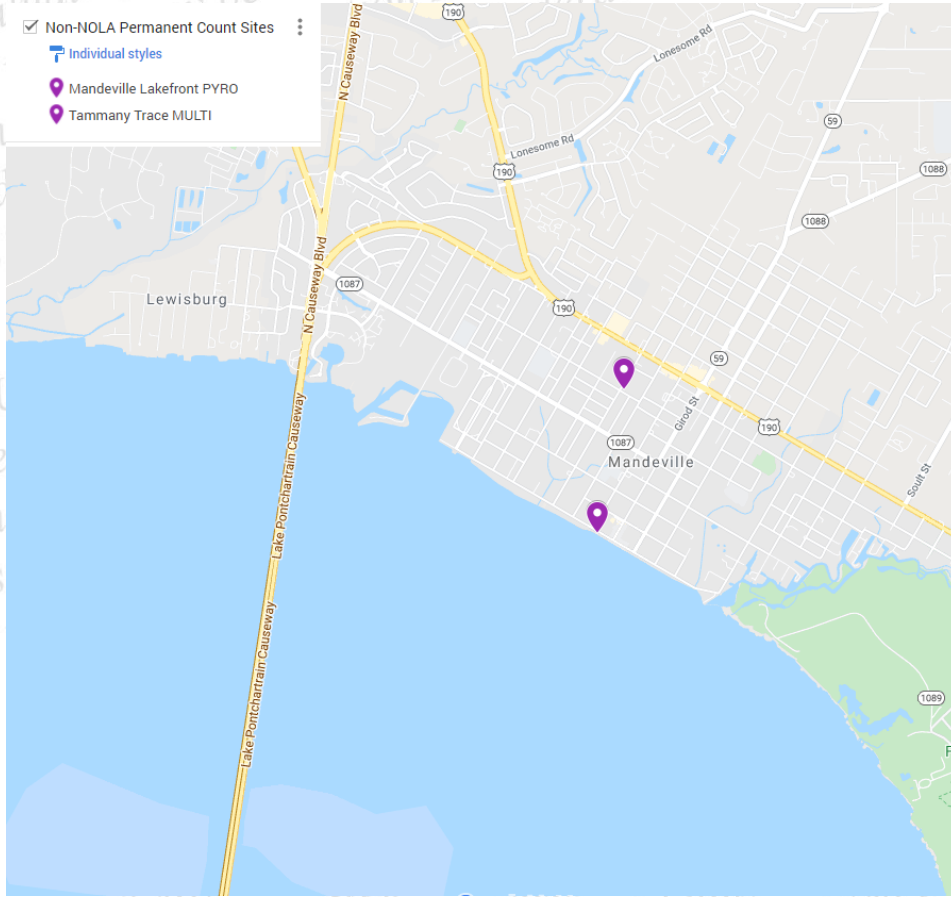 Non-NOLA Permanent Count Sites
Individual styles
Mandeville Lakefront PYRO
Tammany Trace MULTI
190
N Causeway Blvd
Lonesome Rd
59
Lonesome Rd
190
1088
1088
N Causeway Blvd
1087
Lewisburg
190
59
Girod St
190
1087
Mandeville
Soult St
Lake Pontchartrain Causeway
Lake Pontchartrain Causeway
1089